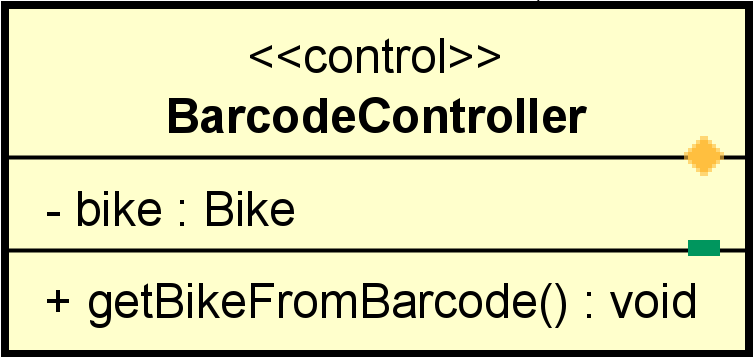 <<control>>
BarcodeController
- bike : Bike
+ getBikeFromBarcode() : void